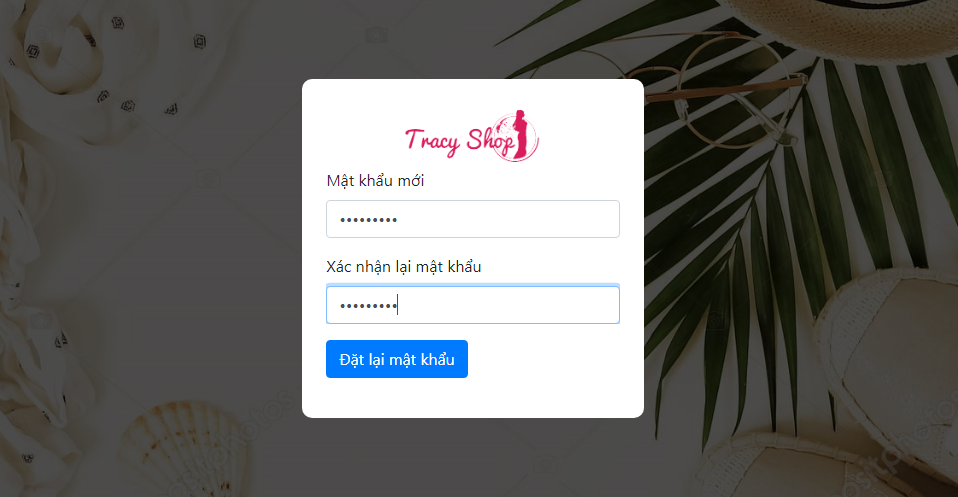 Tracy Shop
Mật khẩu mới
•••••••••
Xác nhận lại mật khẩu
•••••••••
Đặt lại mật khẩu